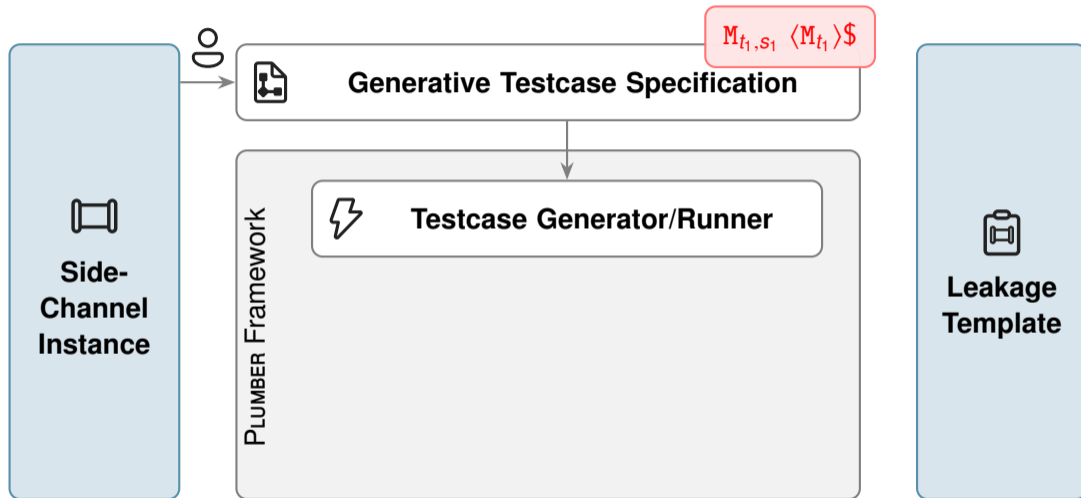 Side-
Channel
Instance
M_{t₁,s₁} ⟨M_{t₁}⟩$
Generative Testcase Specification
PLUMBER Framework
Testcase Generator/Runner
Leakage
Template